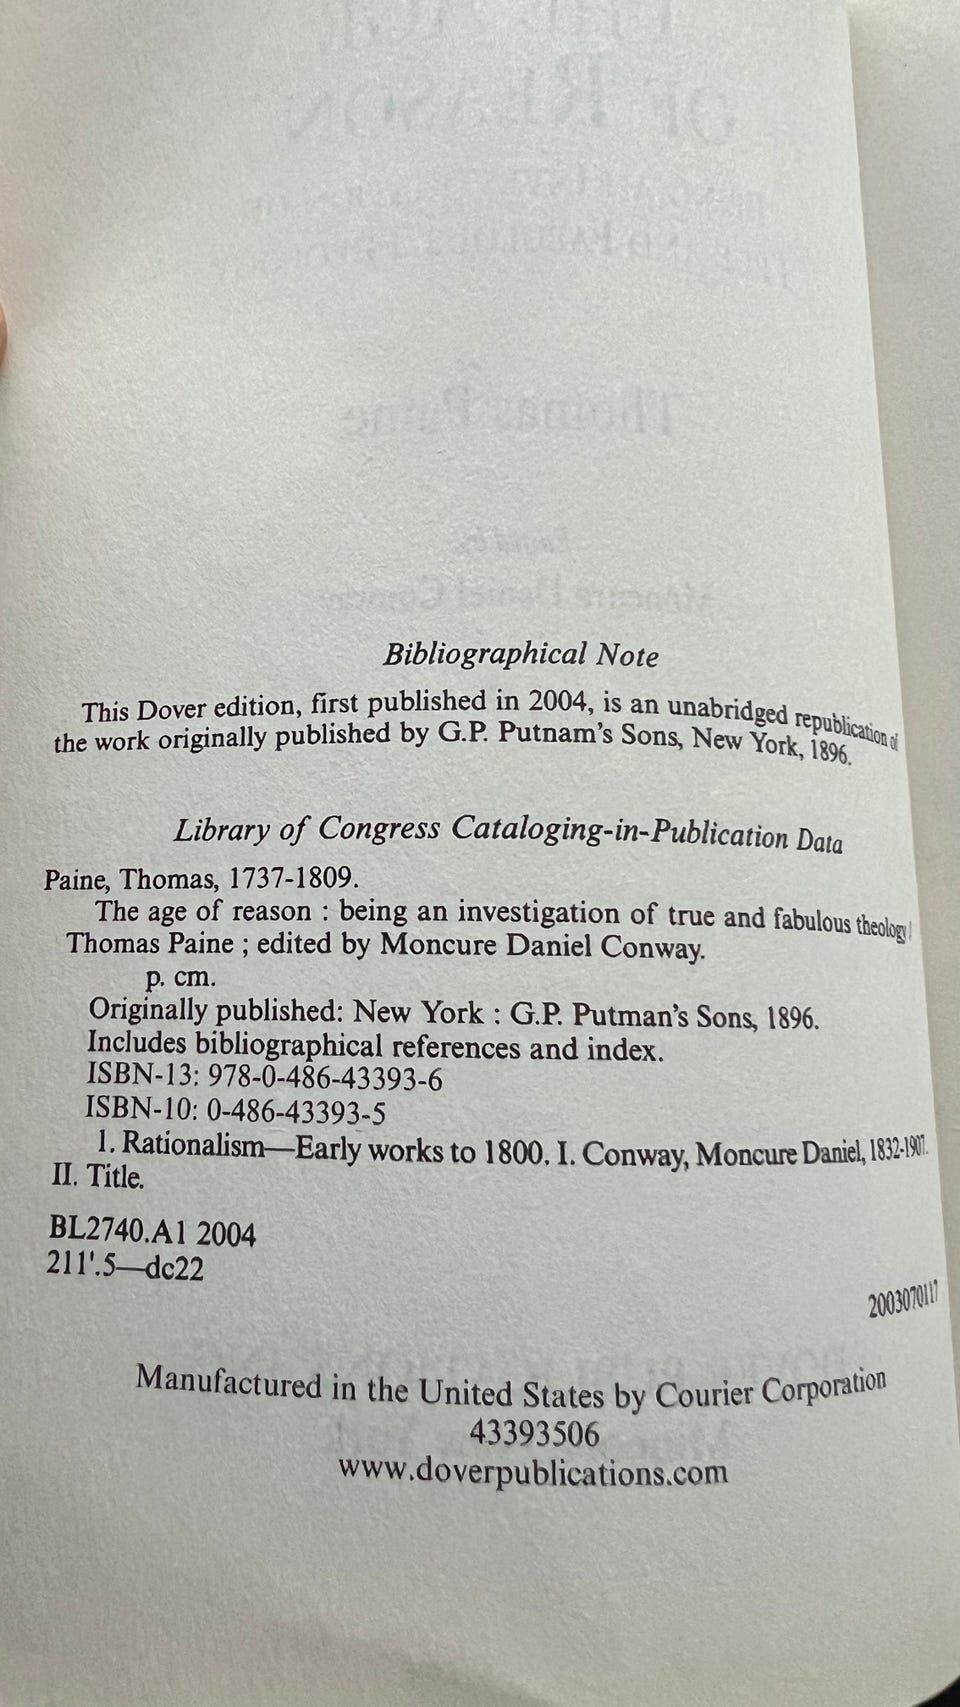 Bibliographical Note
This Dover edition, first published in 2004, is an unabridged republication of
the work originally published by G.P. Putnam's Sons, New York, 1896.
Library of Congress Cataloging-in-Publication Data
Paine, Thomas, 1737-1809.
The age of reason : being an investigation of true and fabulous theology /
Thomas Paine ; edited by Moncure Daniel Conway.
p. cm.
Originally published: New York : G.P. Putman's Sons, 1896.
Includes bibliographical references and index.
ISBN-13: 978-0-486-43393-6
ISBN-10: 0-486-43393-5
1. Rationalism—Early works to 1800. I. Conway, Moncure Daniel, 1832-1907.
II. Title.
BL2740.A1 2004
211'.5—dc22
2003070117
Manufactured in the United States by Courier Corporation
43393506
www.doverpublications.com